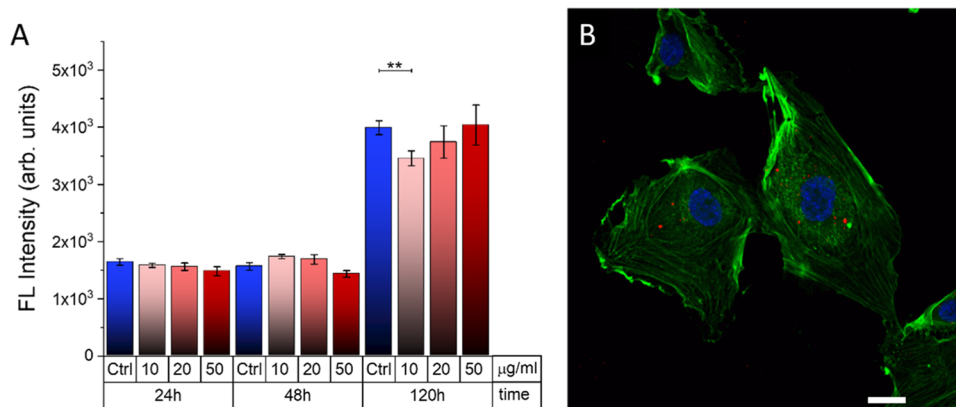 A
B
FL Intensity (arb. units)
5x10³
4x10³
3x10³
2x10³
1x10³
0
**
Ctrl 10 20 50 Ctrl 10 20 50 Ctrl 10 20 50 μg/ml
24h 48h 120h time